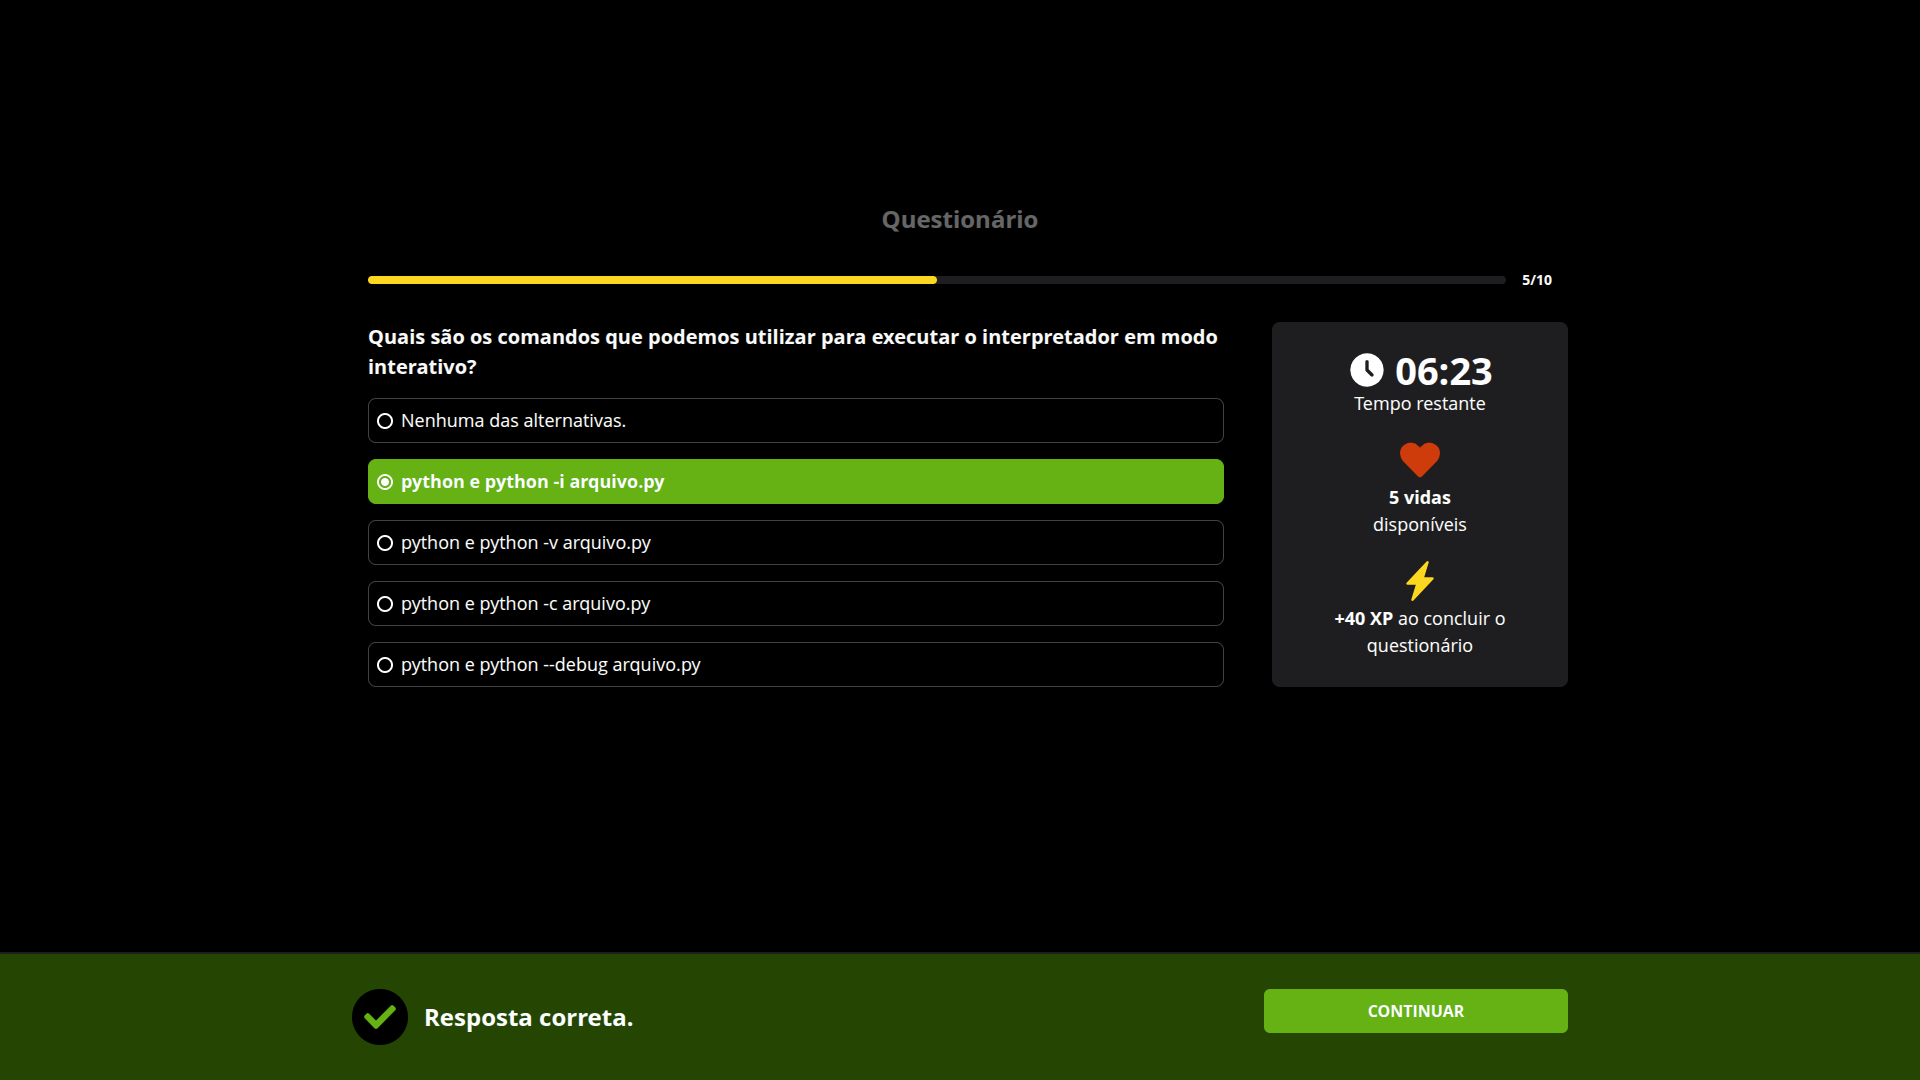 Questionário
5/10
Quais são os comandos que podemos utilizar para executar o interpretador em modo
interativo?
Nenhuma das alternativas.
python e python -i arquivo.py
python e python -v arquivo.py
python e python -c arquivo.py
python e python --debug arquivo.py
06:23
Tempo restante
5 vidas
disponíveis
+40 XP ao concluir o
questionário
Resposta correta.
CONTINUAR